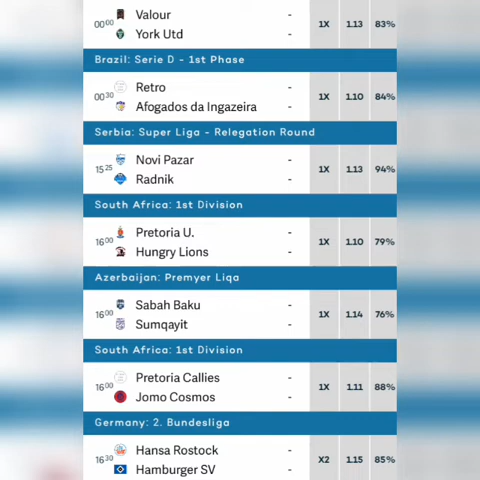 00:00 Valour - 1X 1.13 83%
York Utd -
Brazil: Serie D - 1st Phase
00:30 Retro - 1X 1.10 84%
Afogados da Ingazeira -
Serbia: Super Liga - Relegation Round
15:25 Novi Pazar - 1X 1.13 94%
Radnik -
South Africa: 1st Division
16:00 Pretoria U. - 1X 1.10 79%
Hungry Lions -
Azerbaijan: Premyer Liqa
16:00 Sabah Baku - 1X 1.14 76%
Sumqayit -
South Africa: 1st Division
16:00 Pretoria Callies - 1X 1.11 88%
Jomo Cosmos -
Germany: 2. Bundesliga
16:30 Hansa Rostock - X2 1.15 85%
Hamburger SV -